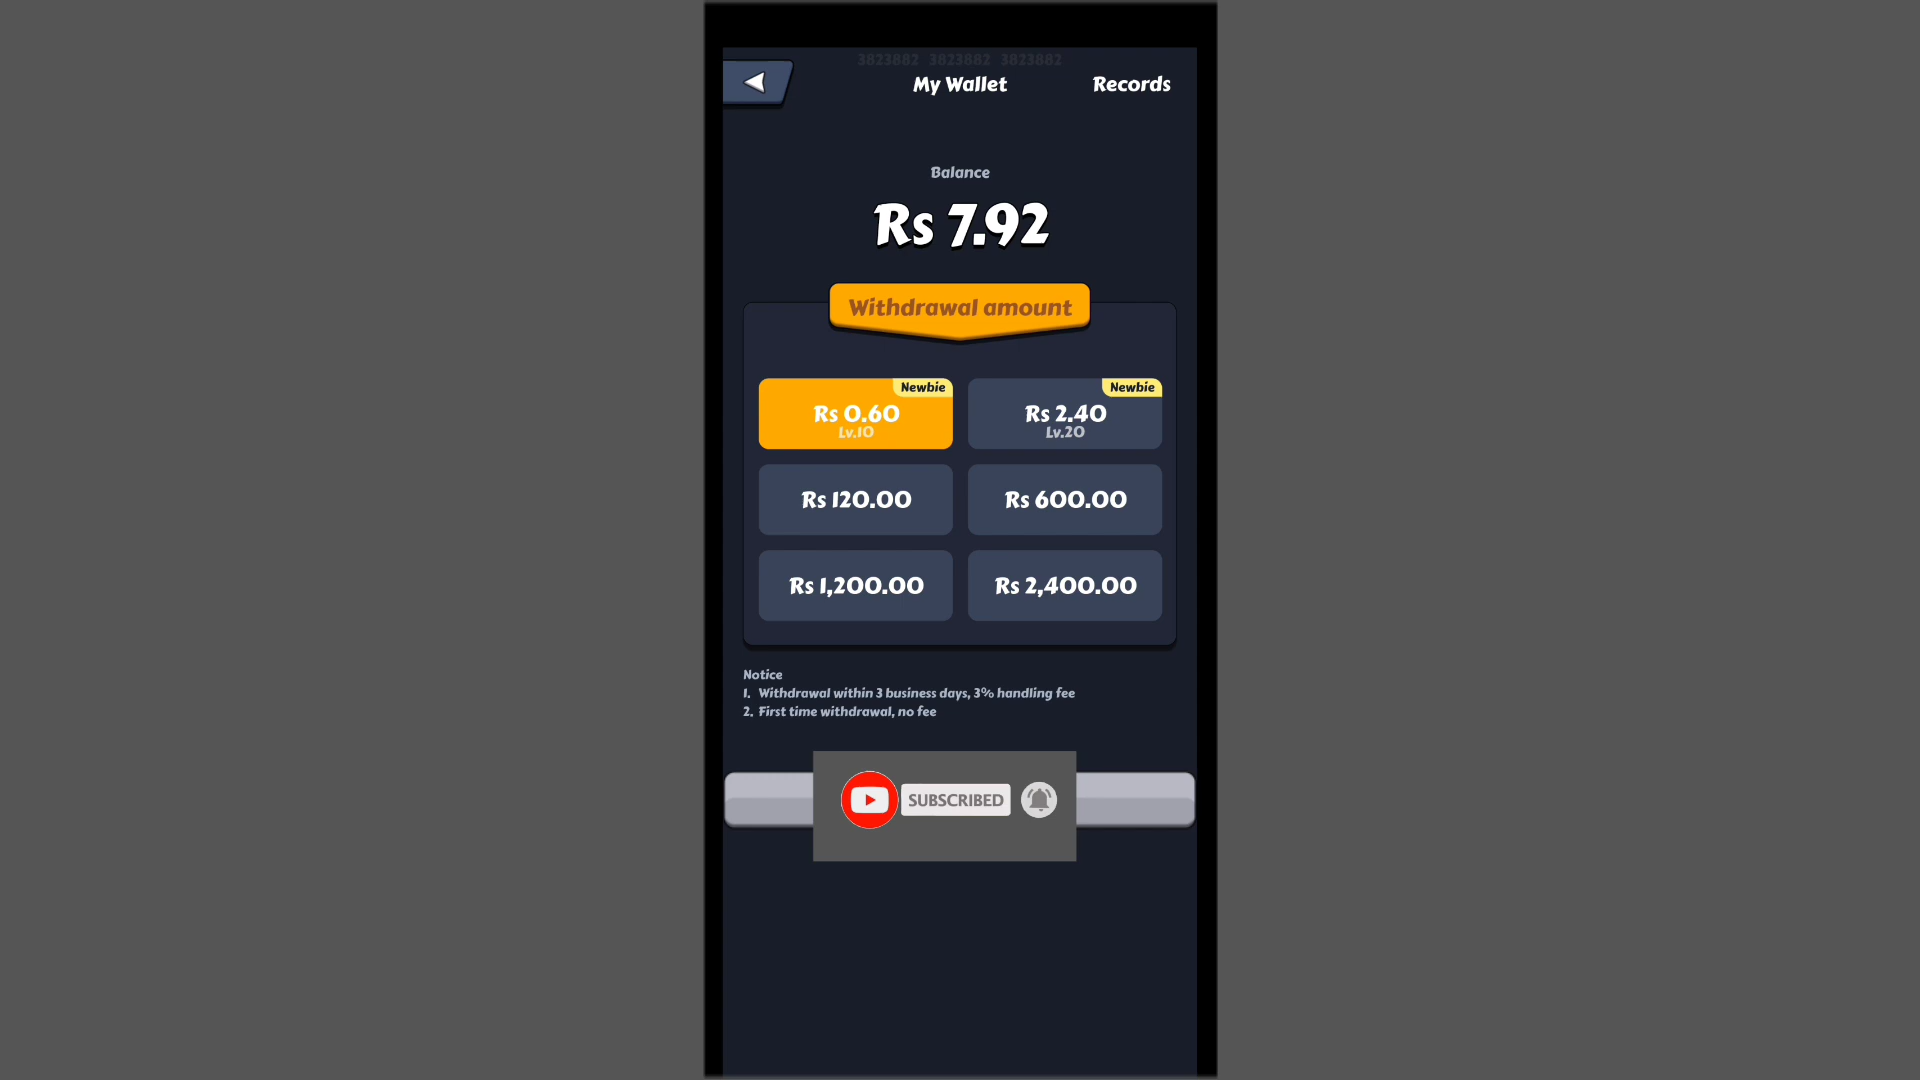 3823882 3823882 3823882
My Wallet
Records
Balance
Rs 7.92
Withdrawal amount
Newbie
Rs 0.60
Lv.10
Newbie
Rs 2.40
Lv.20
Rs 120.00
Rs 600.00
Rs 1,200.00
Rs 2,400.00
Notice
1. Withdrawal within 3 business days, 3% handling fee
2. First time withdrawal, no fee
SUBSCRIBED